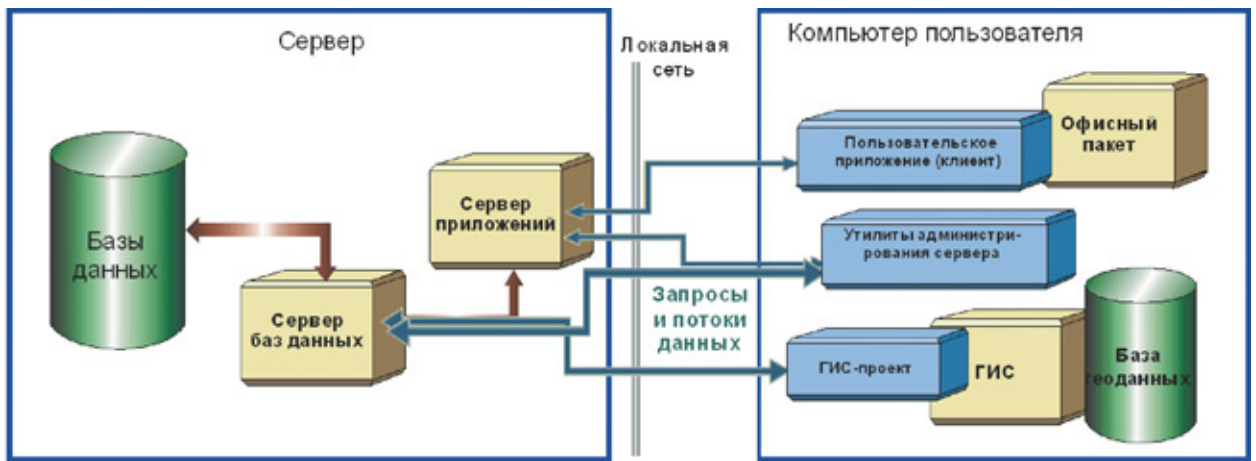 Сервер
Базы
данных
Сервер
приложений
Сервер
баз данных
Локальная
сеть
Запросы
и потоки
данных
Компьютер пользователя
Пользовательское
приложение (клиент)
Офисный
пакет
Утилиты администри-
рования сервера
ГИС-проект
ГИС
База
геоданных